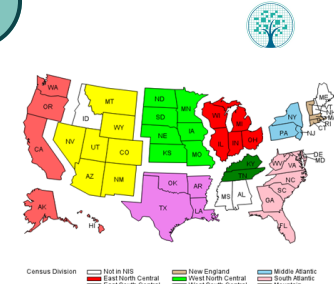 WA
OR
CA
NV
ID
MT
WY
UT
CO
AZ
NM
AK
HI
ND
SD
NE
KS
MN
IA
MO
OK
TX
AR
LA
WI
IL
IN
MI
OH
KY
TN
MS
AL
WV
VA
NC
SC
GA
FL
NY
PA
ME
RI
CT
NJ
DE
MD
Census Division
Not in NIS
East North Central
New England
West North Central
Middle Atlantic
South Atlantic